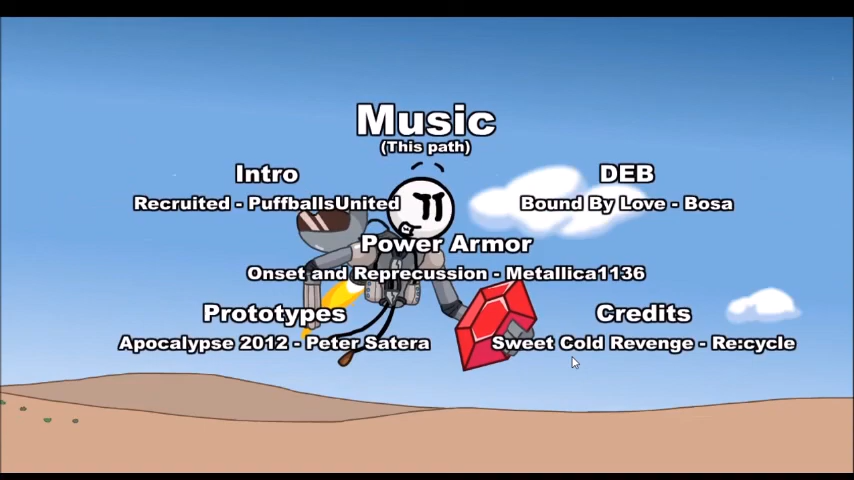 Music
(This path)
Intro
Recruited - PuffballsUnited
DEB
Bound By Love - Bosa
Power Armor
Onset and Reprecussion - Metallica1136
Prototypes
Apocalypse 2012 - Peter Satera
Credits
Sweet Cold Revenge - Re:cycle